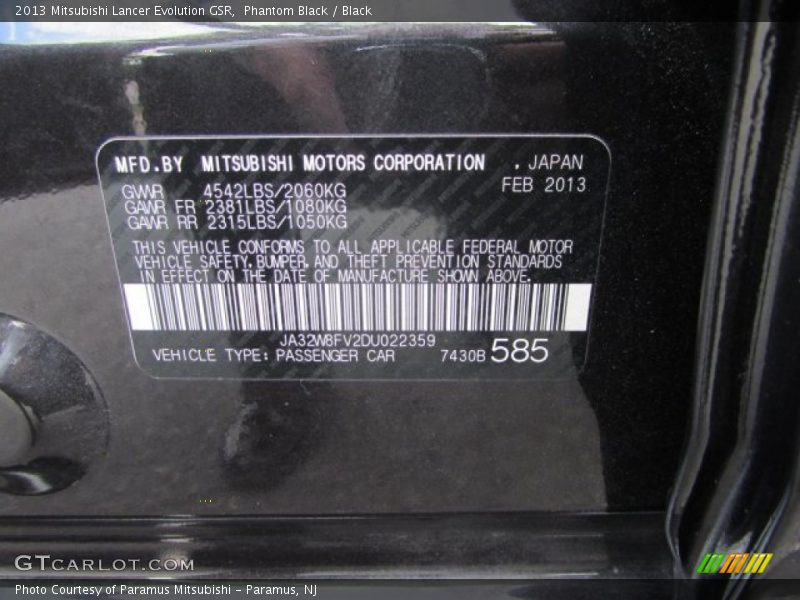 2013 Mitsubishi Lancer Evolution GSR, Phantom Black / Black
MFD.BY MITSUBISHI MOTORS CORPORATION . JAPAN
FEB 2013
GVWR 4542LBS/2060KG
GAWR FR 2381LBS/1080KG
GAWR RR 2315LBS/1050KG
THIS VEHICLE CONFORMS TO ALL APPLICABLE FEDERAL MOTOR
VEHICLE SAFETY, BUMPER, AND THEFT PREVENTION STANDARDS
IN EFFECT ON THE DATE OF MANUFACTURE SHOWN ABOVE.
JA32W8FV2DU022359
VEHICLE TYPE: PASSENGER CAR 7430B 585
GTCARLOT.COM
Photo Courtesy of Paramus Mitsubishi - Paramus, NJ